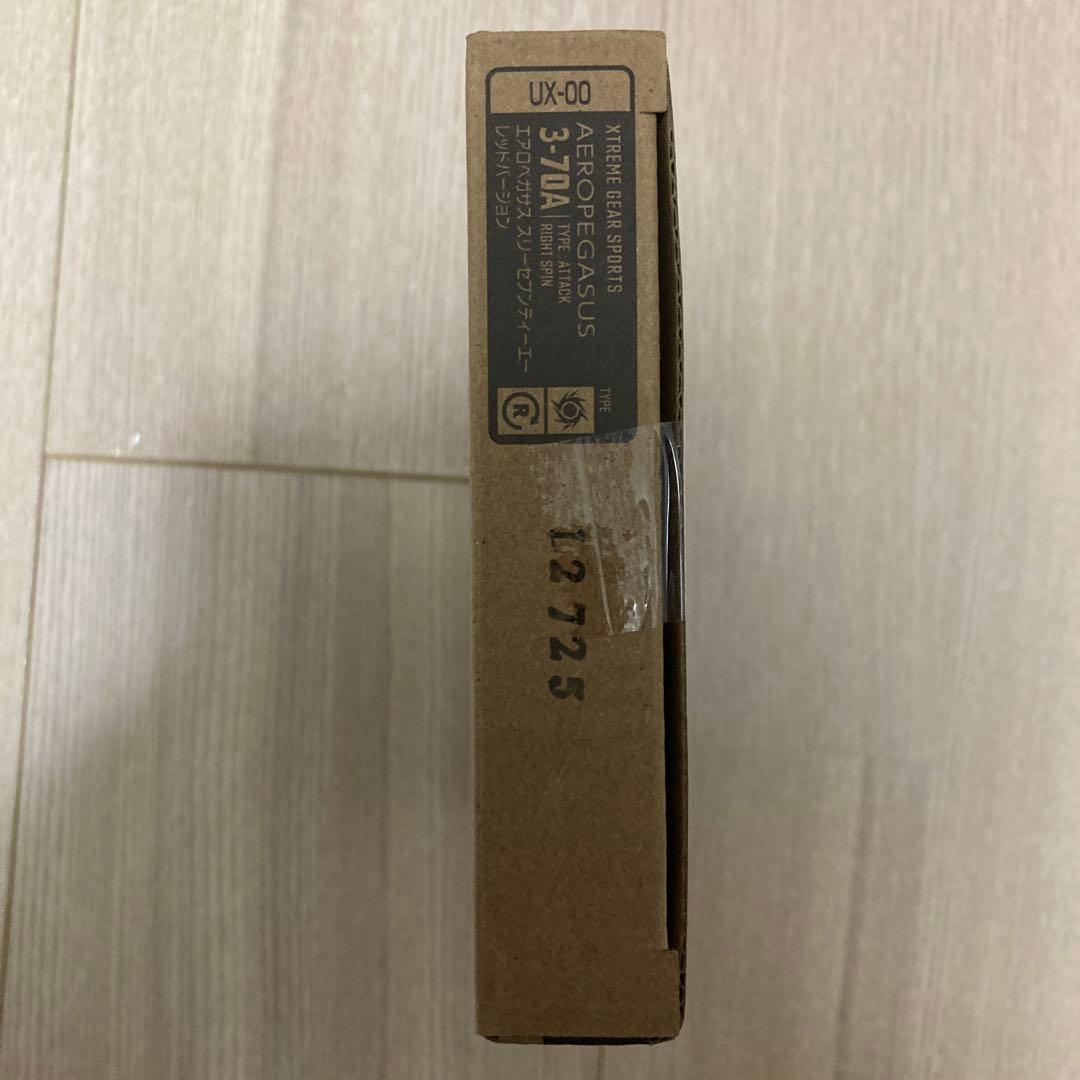 UX-00
XTREME GEAR SPORTS
AEROPEGASUS
3-70A
TYPE: ATTACK
RIGHT SPIN
エアロペガサス スリーセブンティーエー
レッドバージョン
TYPE
R
L2725